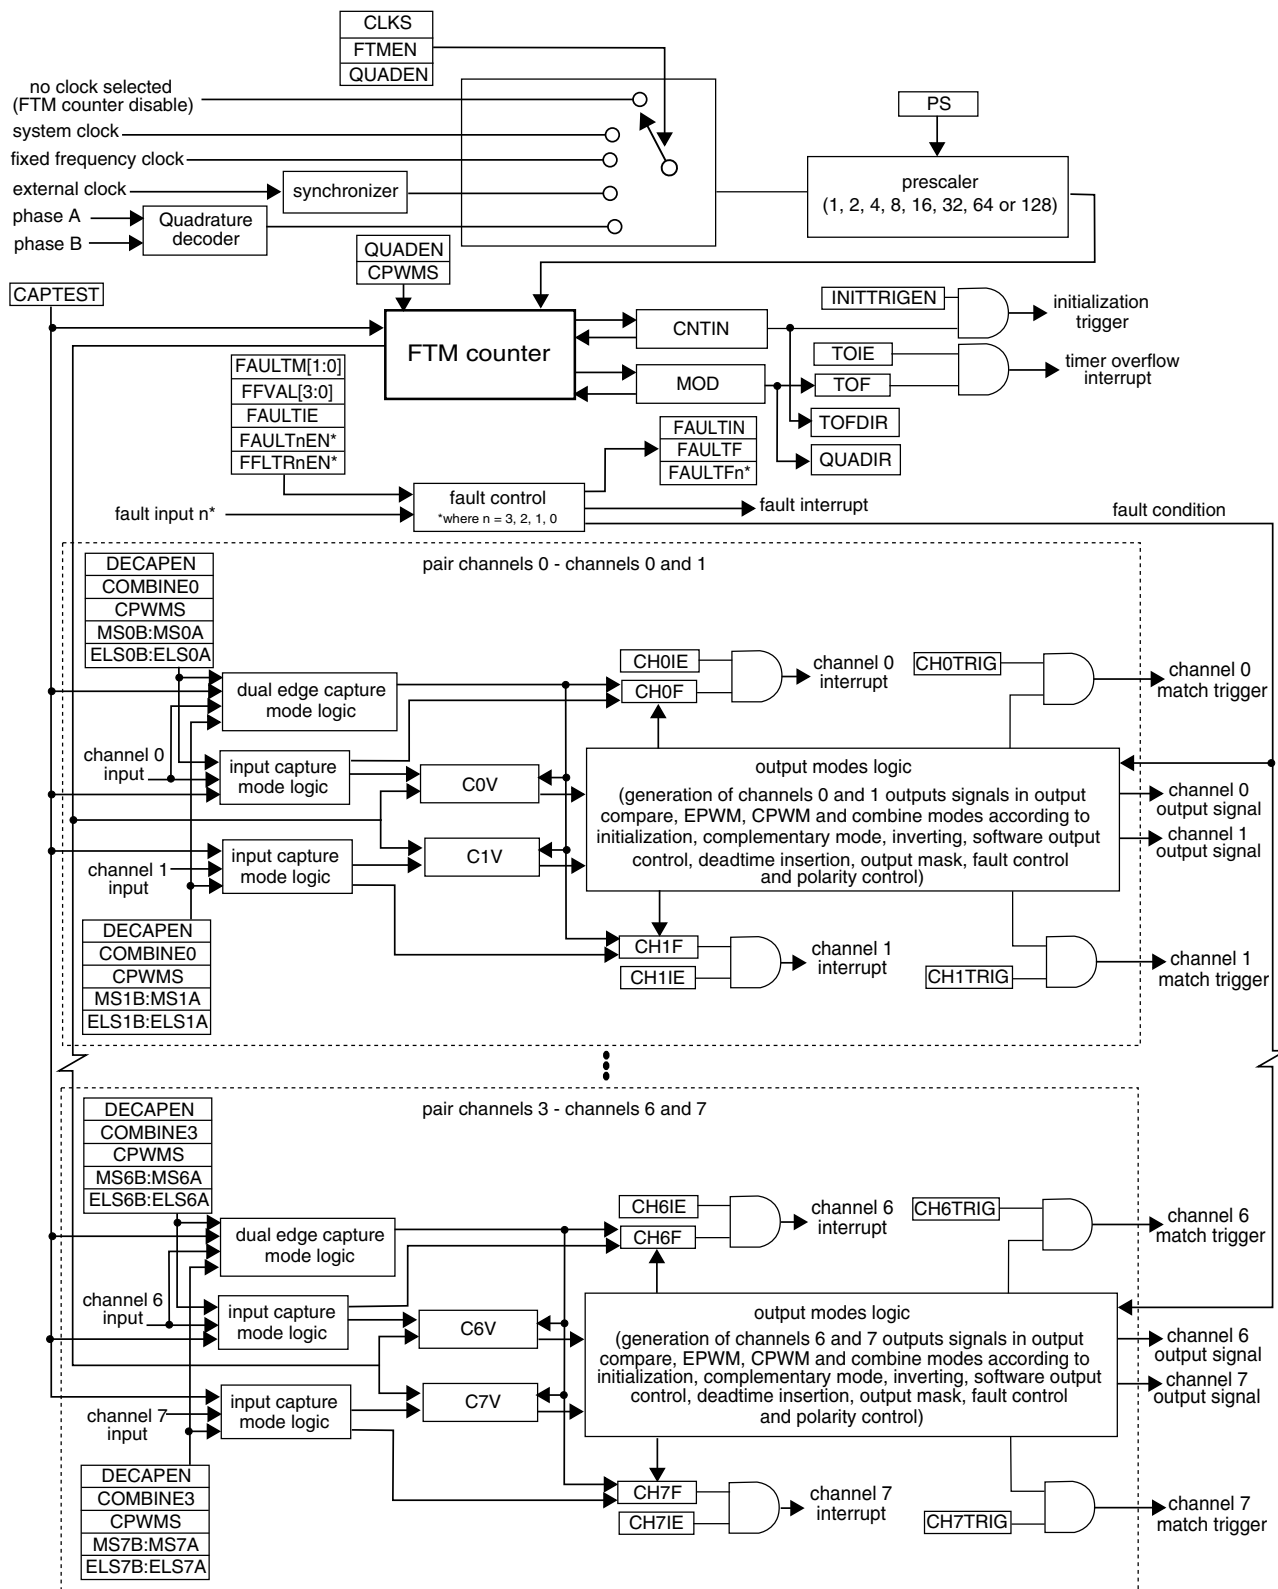 CLKS
FTMEN
QUADEN
no clock selected
(FTM counter disable)
system clock
fixed frequency clock
external clock
synchronizer
phase A
phase B
Quadrature
decoder
PS
prescaler
(1, 2, 4, 8, 16, 32, 64 or 128)
QUADEN
CPWMS
CAPTEST
FTM counter
CNTIN
MOD
INITTRIGEN
initialization
trigger
TOIE
TOF
timer overflow
interrupt
TOFDIR
QUADIR
FAULTM[1:0]
FFVAL[3:0]
FAULTIE
FAULTnEN*
FFLTRnEN*
FAULTIN
FAULTF
FAULTFn*
fault input n*
fault control
*where n = 3, 2, 1, 0
fault interrupt
fault condition
pair channels 0 - channels 0 and 1
DECAPEN
COMBINE0
CPWMS
MS0B:MS0A
ELS0B:ELS0A
dual edge capture
mode logic
channel 0
input
input capture
mode logic
C0V
channel 1
input
input capture
mode logic
C1V
DECAPEN
COMBINE0
CPWMS
MS1B:MS1A
ELS1B:ELS1A
CH0IE
CH0F
channel 0
interrupt
CH0TRIG
channel 0
match trigger
output modes logic
(generation of channels 0 and 1 outputs signals in output
compare, EPWM, CPWM and combine modes according to
initialization, complementary mode, inverting, software output
control, deadtime insertion, output mask, fault control
and polarity control)
channel 0
output signal
channel 1
output signal
CH1F
CH1IE
channel 1
interrupt
CH1TRIG
channel 1
match trigger
pair channels 3 - channels 6 and 7
DECAPEN
COMBINE3
CPWMS
MS6B:MS6A
ELS6B:ELS6A
dual edge capture
mode logic
channel 6
input
input capture
mode logic
C6V
channel 7
input
input capture
mode logic
C7V
DECAPEN
COMBINE3
CPWMS
MS7B:MS7A
ELS7B:ELS7A
CH6IE
CH6F
channel 6
interrupt
CH6TRIG
channel 6
match trigger
output modes logic
(generation of channels 6 and 7 outputs signals in output
compare, EPWM, CPWM and combine modes according to
initialization, complementary mode, inverting, software output
control, deadtime insertion, output mask, fault control
and polarity control)
channel 6
output signal
channel 7
output signal
CH7F
CH7IE
channel 7
interrupt
CH7TRIG
channel 7
match trigger